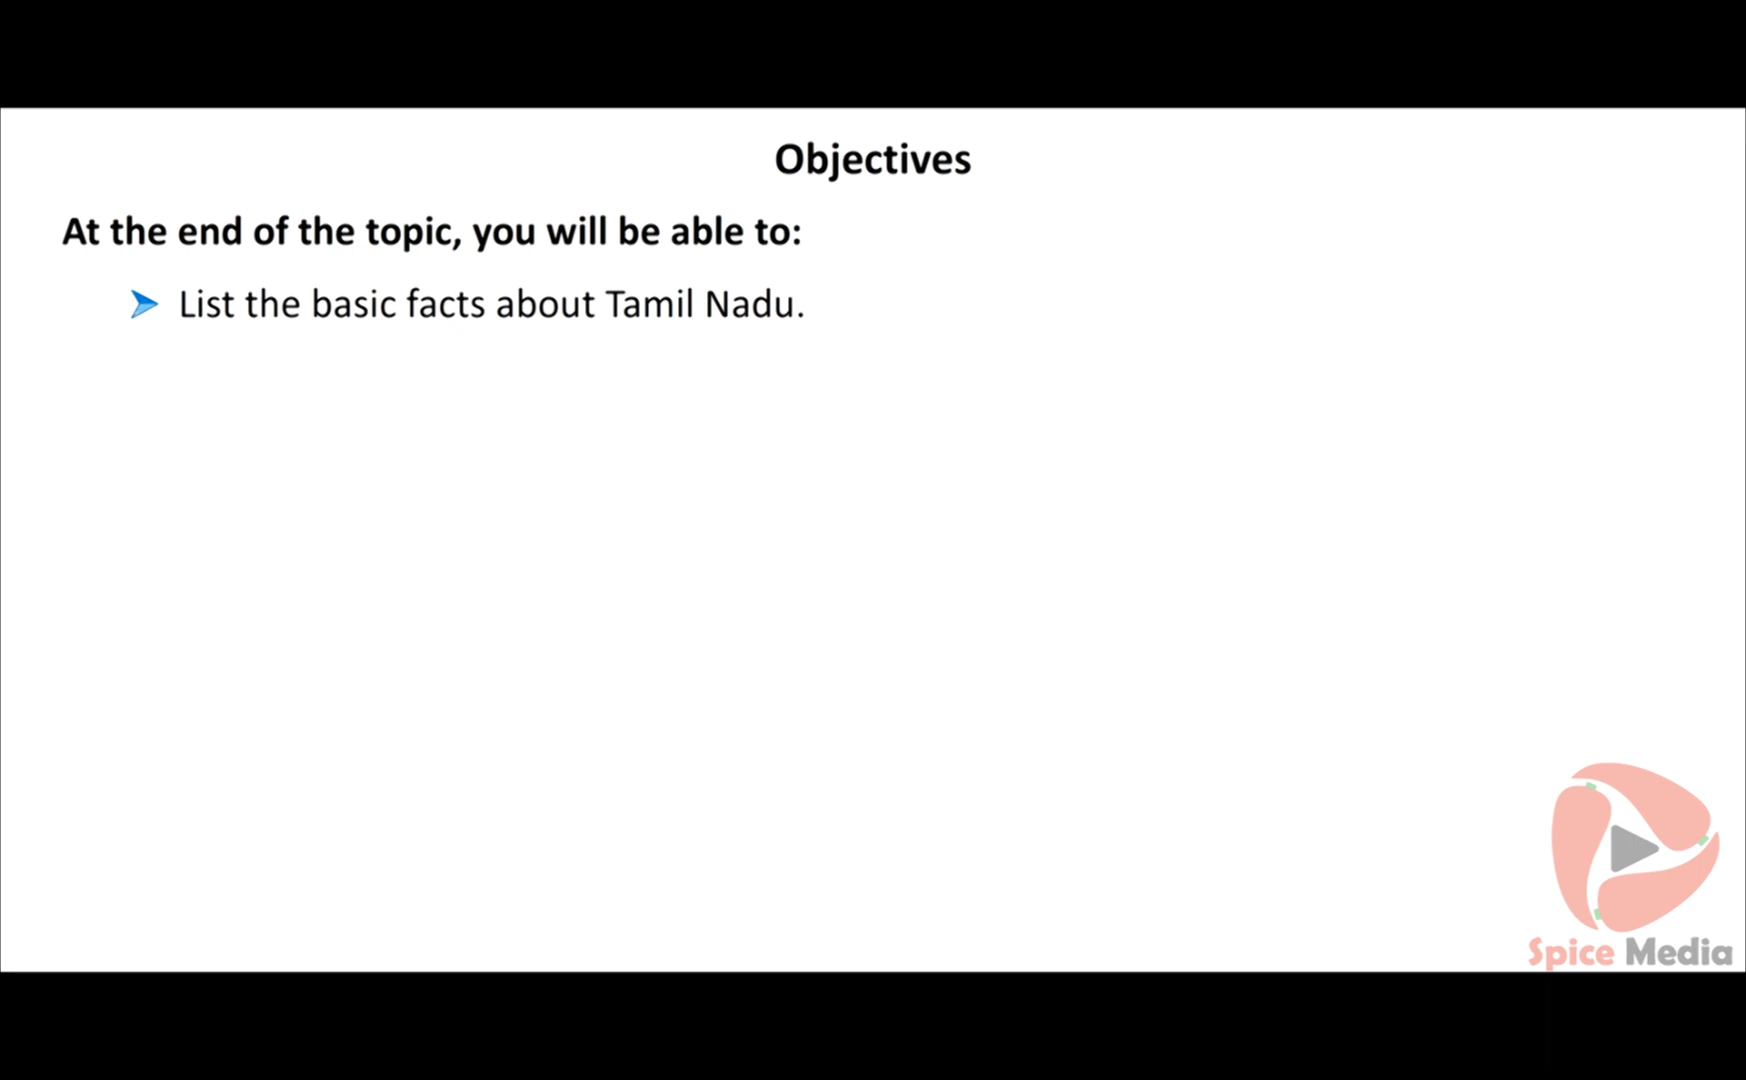 Objectives
At the end of the topic, you will be able to:
List the basic facts about Tamil Nadu.
Spice Media